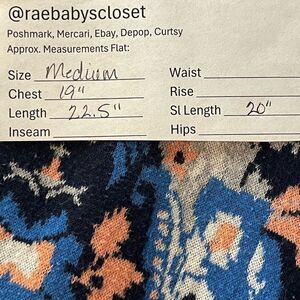 @raebabyscloset
Poshmark, Mercari, Ebay, Depop, Curtsy
Approx. Measurements Flat:
Size Medium Waist
Chest 19" Rise
Length 22.5" Sl Length 20"
Inseam Hips